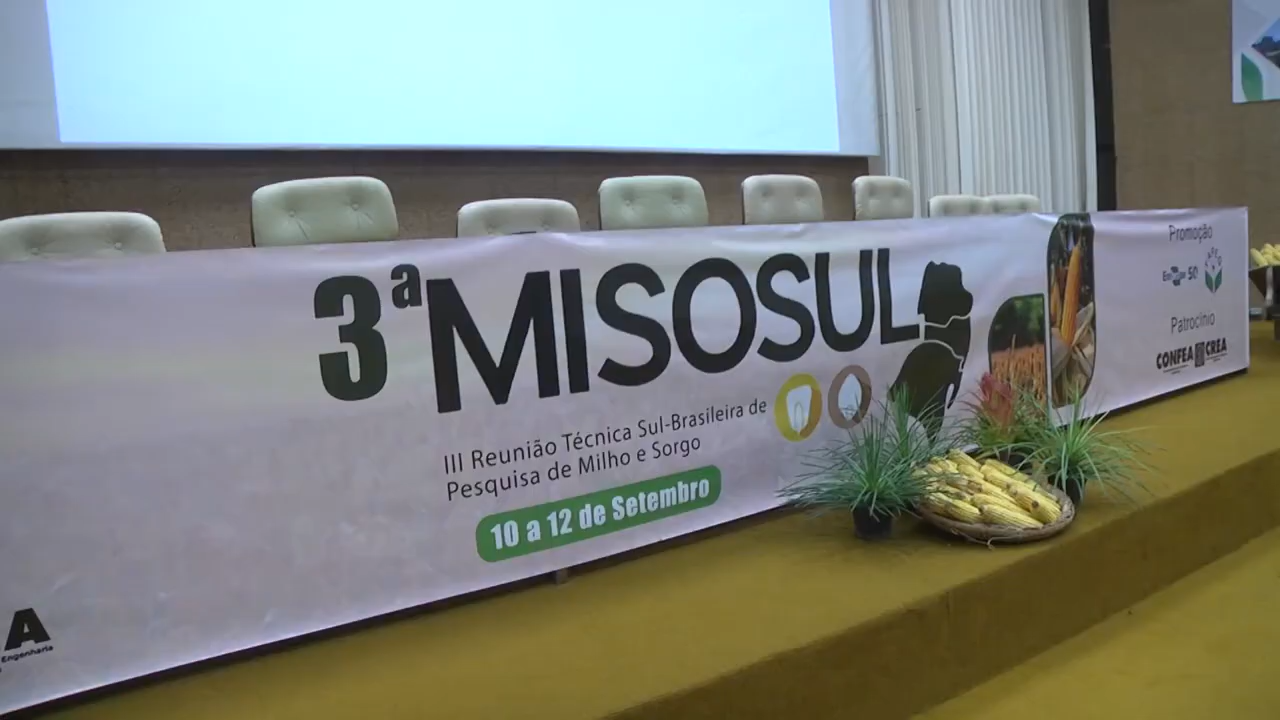 3ª MISOSUL
III Reunião Técnica Sul-Brasileira de
Pesquisa de Milho e Sorgo
10 a 12 de Setembro
Promoção
50
Patrocínio
CONFEA CREA
A
Engenharia